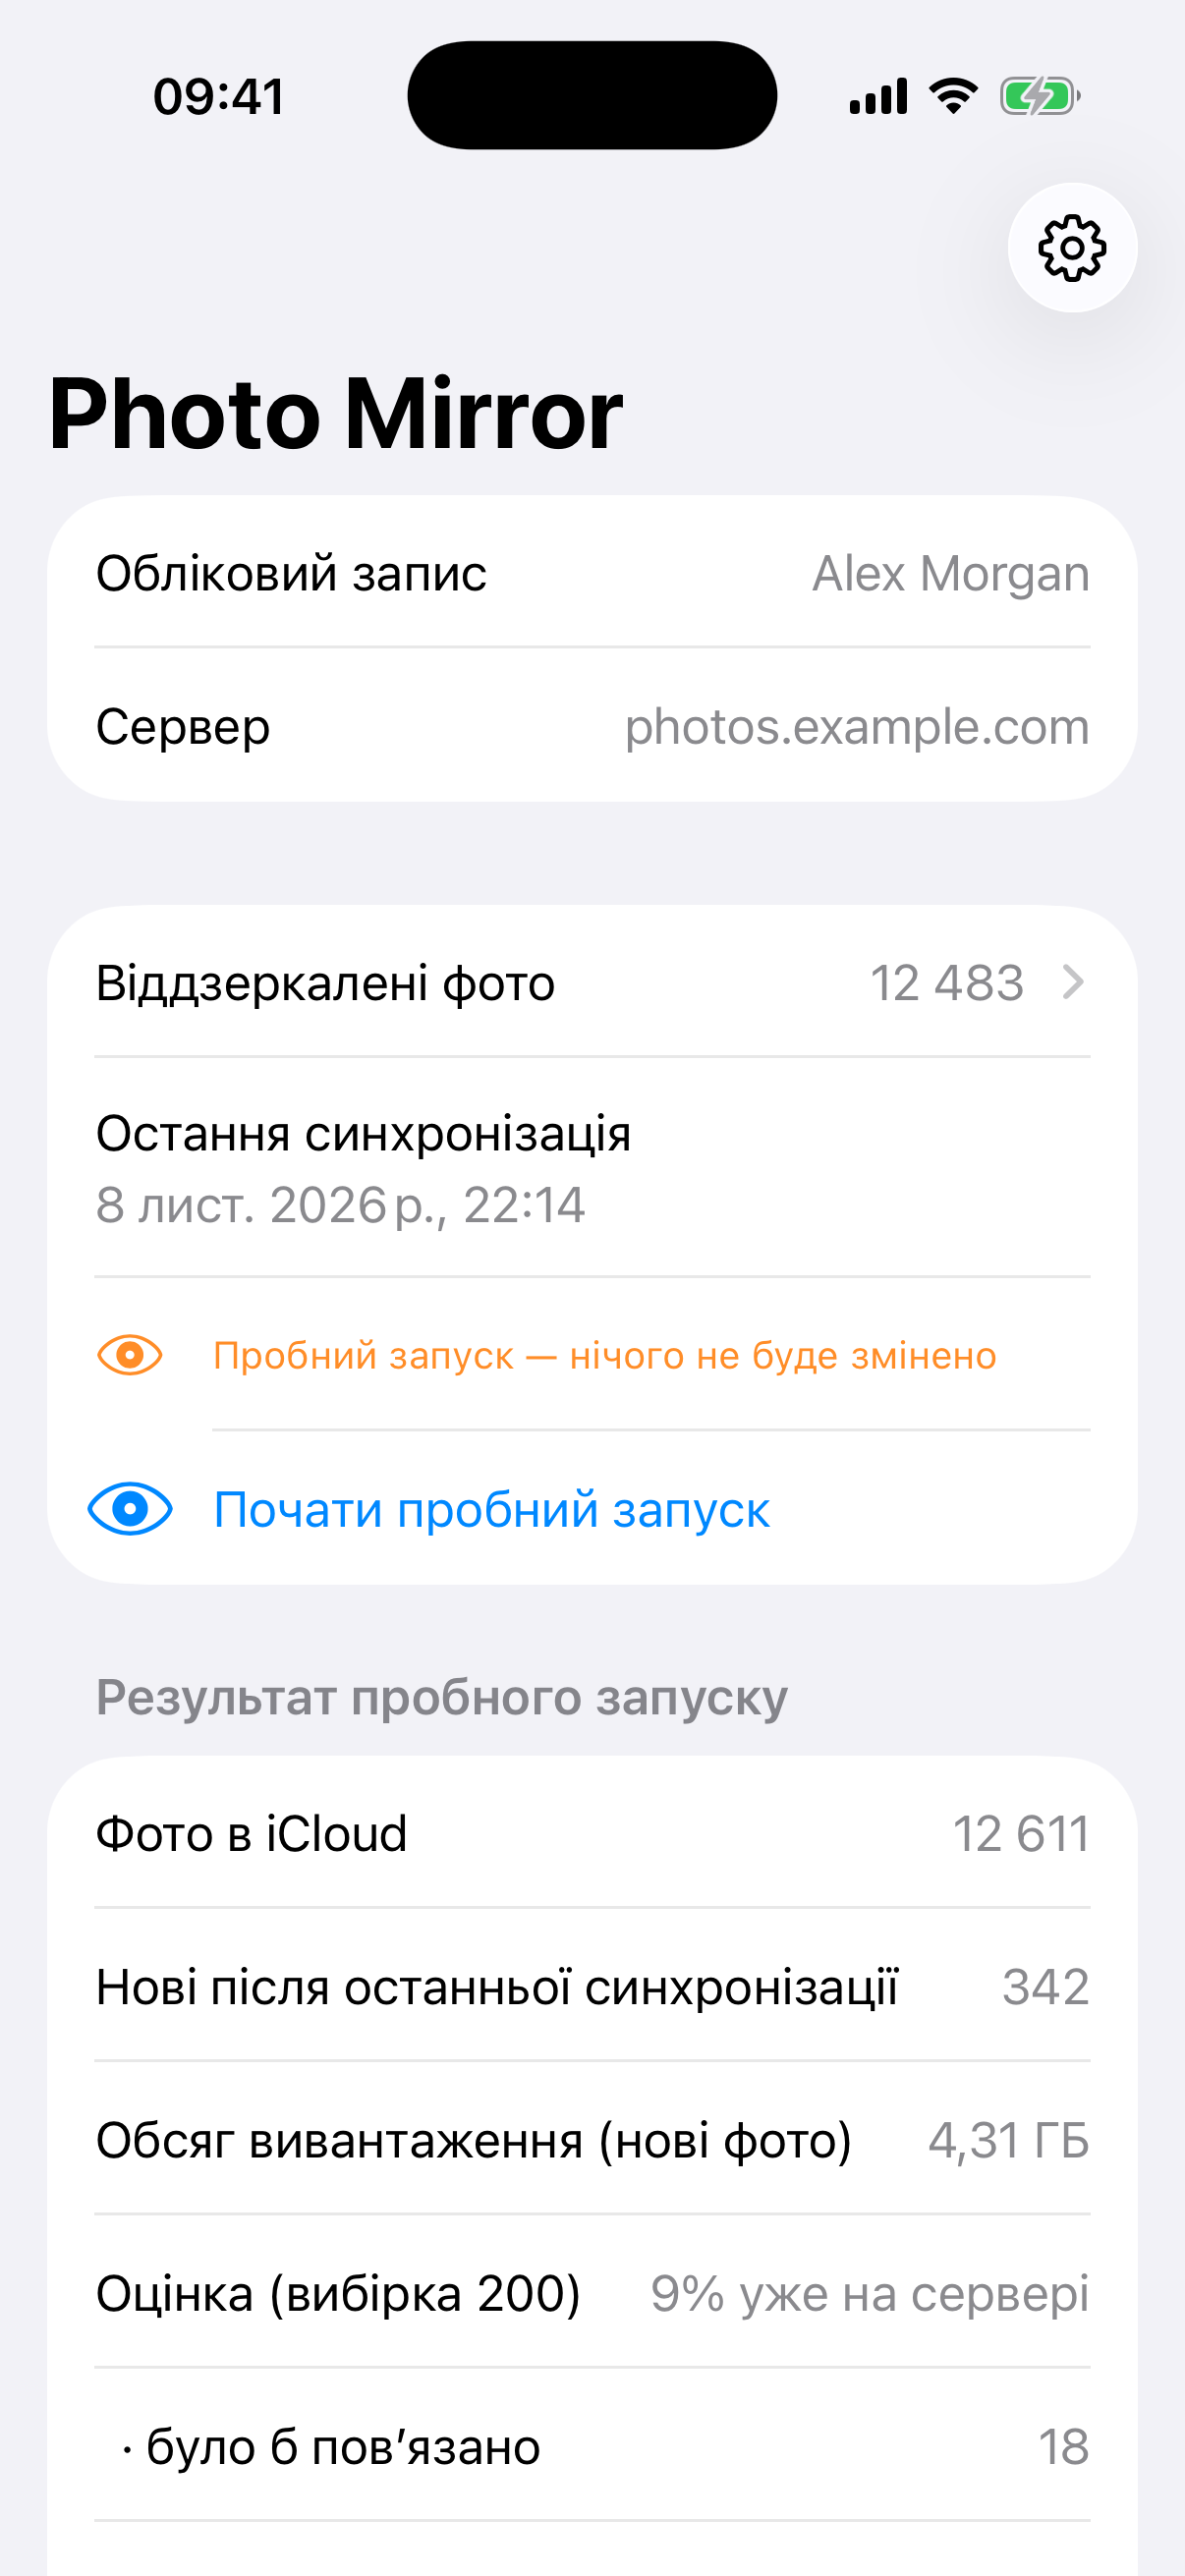 09:41
Photo Mirror
Обліковий запис Alex Morgan
Сервер photos.example.com
Віддзеркалені фото 12 483
Остання синхронізація
8 лист. 2026 р., 22:14
Пробний запуск — нічого не буде змінено
Почати пробний запуск
Результат пробного запуску
Фото в iCloud 12 611
Нові після останньої синхронізації 342
Обсяг вивантаження (нові фото) 4,31 ГБ
Оцінка (вибірка 200) 9% уже на сервері
· було б пов’язано 18